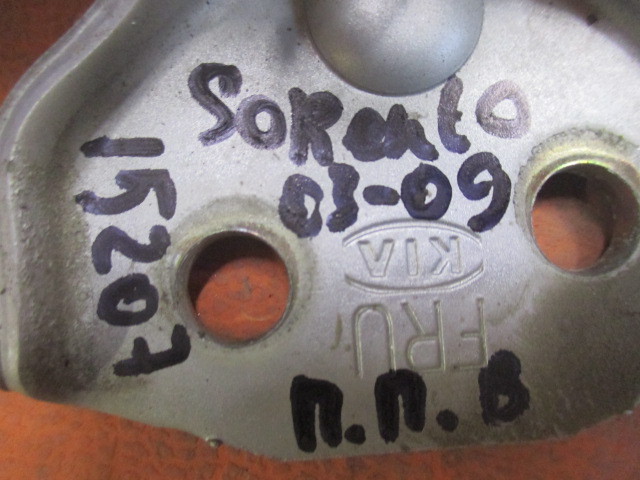 SORento
03-09
15207
KIA
FRU
п.п.в